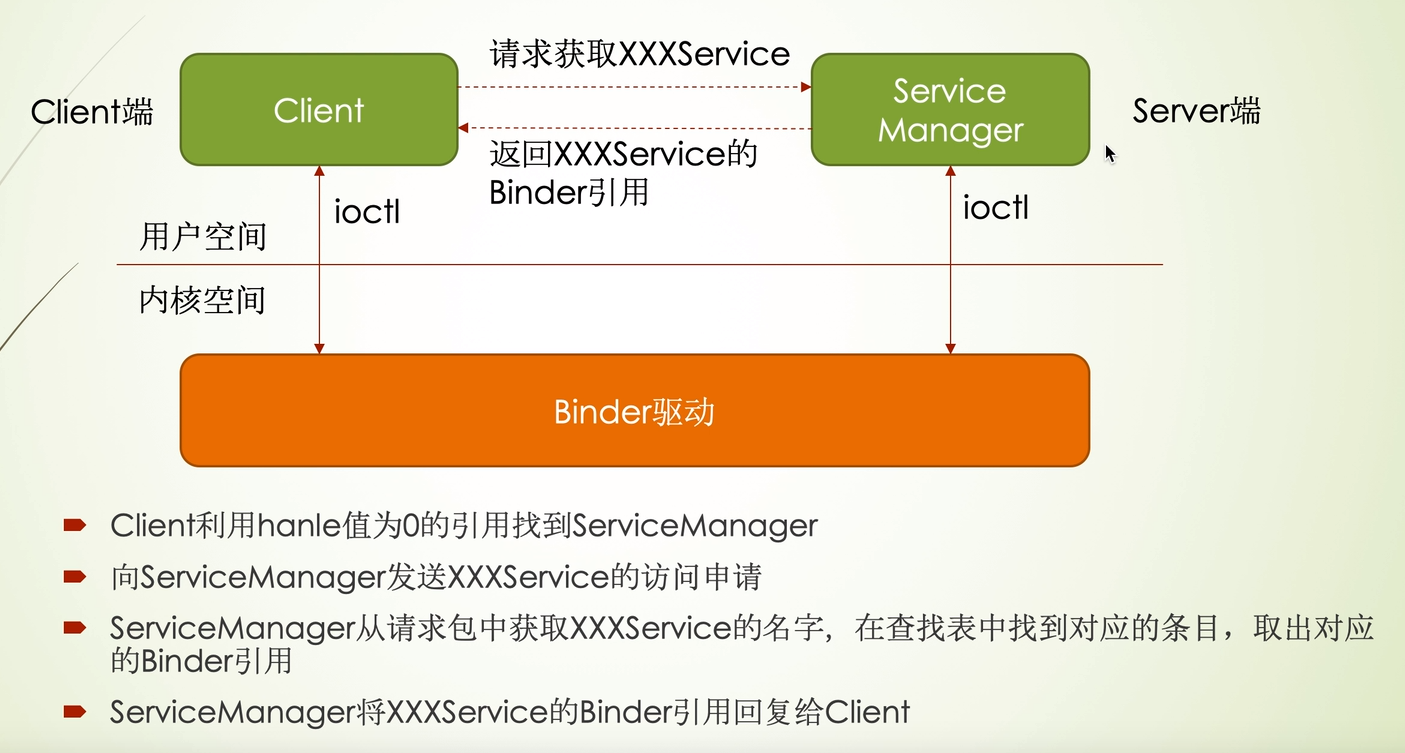 请求获取XXXService
Client端
Client
Service
Manager
Server端
返回XXXService的
Binder引用
ioctl
ioctl
用户空间
内核空间
Binder驱动
Client利用hanle值为0的引用找到ServiceManager
向ServiceManager发送XXXService的访问申请
ServiceManager从请求包中获取XXXService的名字，在查找表中找到对应的条目，取出对应
的Binder引用
ServiceManager将XXXService的Binder引用回复给Client